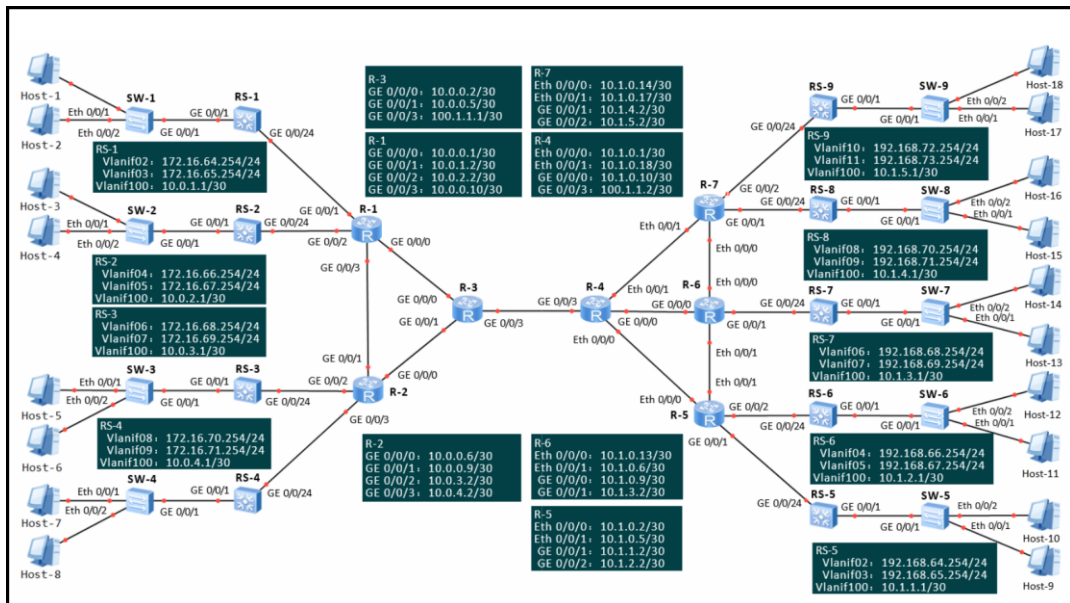 Host-1
Host-2
Eth 0/0/1
Eth 0/0/2
SW-1
GE 0/0/1
GE 0/0/1
RS-1
GE 0/0/24
RS-1
Vlanif02: 172.16.64.254/24
Vlanif03: 172.16.65.254/24
Vlanif100: 10.0.1.1/30
Host-3
Host-4
Eth 0/0/1
Eth 0/0/2
SW-2
GE 0/0/1
GE 0/0/1
RS-2
GE 0/0/24
RS-2
Vlanif04: 172.16.66.254/24
Vlanif05: 172.16.67.254/24
Vlanif100: 10.0.2.1/30
RS-3
Vlanif06: 172.16.68.254/24
Vlanif07: 172.16.69.254/24
Vlanif100: 10.0.3.1/30
Host-5
Host-6
Eth 0/0/1
Eth 0/0/2
SW-3
GE 0/0/1
GE 0/0/1
RS-3
GE 0/0/24
RS-4
Vlanif08: 172.16.70.254/24
Vlanif09: 172.16.71.254/24
Vlanif100: 10.0.4.1/30
Host-7
Host-8
Eth 0/0/1
Eth 0/0/2
SW-4
GE 0/0/1
GE 0/0/1
RS-4
GE 0/0/24
R-3
GE 0/0/0: 10.0.0.2/30
GE 0/0/1: 10.0.0.5/30
GE 0/0/3: 100.1.1.1/30
R-1
GE 0/0/0: 10.0.0.1/30
GE 0/0/1: 10.0.1.2/30
GE 0/0/2: 10.0.2.2/30
GE 0/0/3: 10.0.0.10/30
GE 0/0/1
R-1
GE 0/0/2
GE 0/0/0
GE 0/0/3
R-3
GE 0/0/0
GE 0/0/1
GE 0/0/3
GE 0/0/1
GE 0/0/2
GE 0/0/0
R-2
GE 0/0/3
R-2
GE 0/0/0: 10.0.0.6/30
GE 0/0/1: 10.0.0.9/30
GE 0/0/2: 10.0.3.2/30
GE 0/0/3: 10.0.4.2/30
R-7
Eth 0/0/0: 10.1.0.14/30
Eth 0/0/1: 10.1.0.17/30
GE 0/0/1: 10.1.4.2/30
GE 0/0/2: 10.1.5.2/30
R-4
Eth 0/0/0: 10.1.0.1/30
Eth 0/0/1: 10.1.0.18/30
GE 0/0/0: 10.1.0.10/30
GE 0/0/3: 100.1.1.2/30
R-4
GE 0/0/3
Eth 0/0/1
GE 0/0/0
Eth 0/0/0
R-7
GE 0/0/2
GE 0/0/1
Eth 0/0/1
Eth 0/0/0
R-6
Eth 0/0/0
GE 0/0/0
GE 0/0/1
Eth 0/0/1
Eth 0/0/1
Eth 0/0/0
R-5
GE 0/0/2
GE 0/0/1
R-6
Eth 0/0/0: 10.1.0.13/30
Eth 0/0/1: 10.1.0.6/30
GE 0/0/0: 10.1.0.9/30
GE 0/0/1: 10.1.3.2/30
R-5
Eth 0/0/0: 10.1.0.2/30
Eth 0/0/1: 10.1.0.5/30
GE 0/0/1: 10.1.1.2/30
GE 0/0/2: 10.1.2.2/30
RS-9
GE 0/0/24
GE 0/0/1
GE 0/0/1
SW-9
Eth 0/0/2
Eth 0/0/1
Host-18
Host-17
RS-9
Vlanif10: 192.168.72.254/24
Vlanif11: 192.168.73.254/24
Vlanif100: 10.1.5.1/30
RS-8
GE 0/0/24
GE 0/0/1
GE 0/0/1
SW-8
Eth 0/0/2
Eth 0/0/1
Host-16
Host-15
RS-8
Vlanif08: 192.168.70.254/24
Vlanif09: 192.168.71.254/24
Vlanif100: 10.1.4.1/30
RS-7
GE 0/0/24
GE 0/0/1
GE 0/0/1
SW-7
Eth 0/0/2
Eth 0/0/1
Host-14
Host-13
RS-7
Vlanif06: 192.168.68.254/24
Vlanif07: 192.168.69.254/24
Vlanif100: 10.1.3.1/30
RS-6
GE 0/0/24
GE 0/0/1
GE 0/0/1
SW-6
Eth 0/0/2
Eth 0/0/1
Host-12
Host-11
RS-6
Vlanif04: 192.168.66.254/24
Vlanif05: 192.168.67.254/24
Vlanif100: 10.1.2.1/30
RS-5
GE 0/0/24
GE 0/0/1
GE 0/0/1
SW-5
Eth 0/0/2
Eth 0/0/1
Host-10
Host-9
RS-5
Vlanif02: 192.168.64.254/24
Vlanif03: 192.168.65.254/24
Vlanif100: 10.1.1.1/30